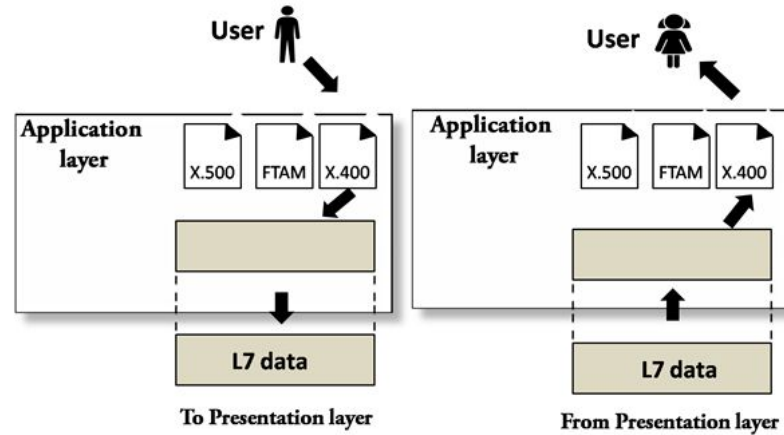 User
Application
layer
X.500 FTAM X.400
L7 data
To Presentation layer
User
Application
layer
X.500 FTAM X.400
L7 data
From Presentation layer